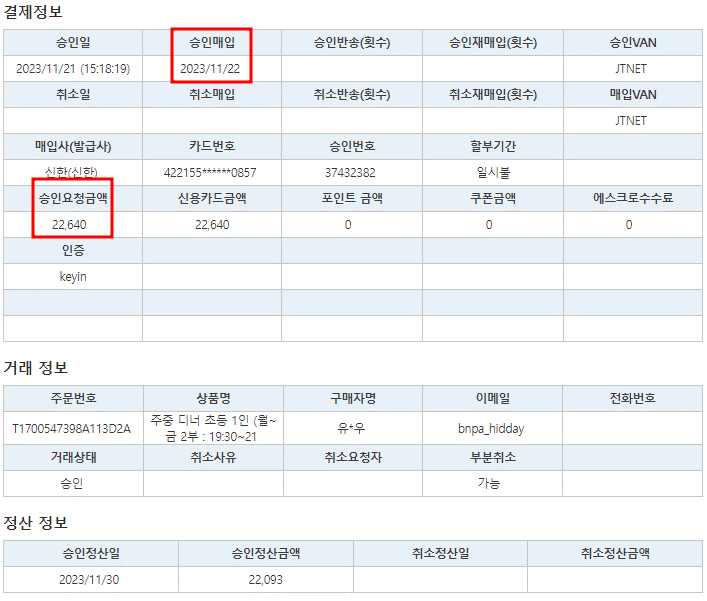 결제정보
승인일 승인매입 승인반송(횟수) 승인재매입(횟수) 승인VAN
2023/11/21 (15:18:19) 2023/11/22 JTNET
취소일 취소매입 취소반송(횟수) 취소재매입(횟수) 매입VAN
JTNET
매입사(발급사) 카드번호 승인번호 할부기간
신한(신한) 422155******0857 37432382 일시불
승인요청금액 신용카드금액 포인트 금액 쿠폰금액 에스크로수수료
22,640 22,640 0 0 0
인증
keyin
거래 정보
주문번호 상품명 구매자명 이메일 전화번호
T1700547398A113D2A 주중 디너 초등 1인 (월~ 유*우 bnpa_hidday
금 2부 : 19:30~21
거래상태 취소사유 취소요청자 부분취소
승인 가능
정산 정보
승인정산일 승인정산금액 취소정산일 취소정산금액
2023/11/30 22,093